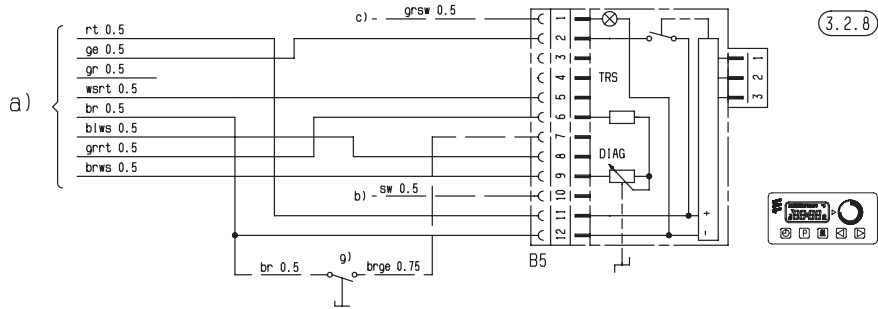 c) grsw 0.5
3.2.8
a)
rt 0.5
ge 0.5
gr 0.5
wsrt 0.5
br 0.5
blws 0.5
grrt 0.5
brws 0.5
b) sw 0.5
g)
br 0.5
brge 0.75
1
2
3
4
5
6
7
8
9
10
11
12
B5
TRS
DIAG
+
-
1
2
3
P